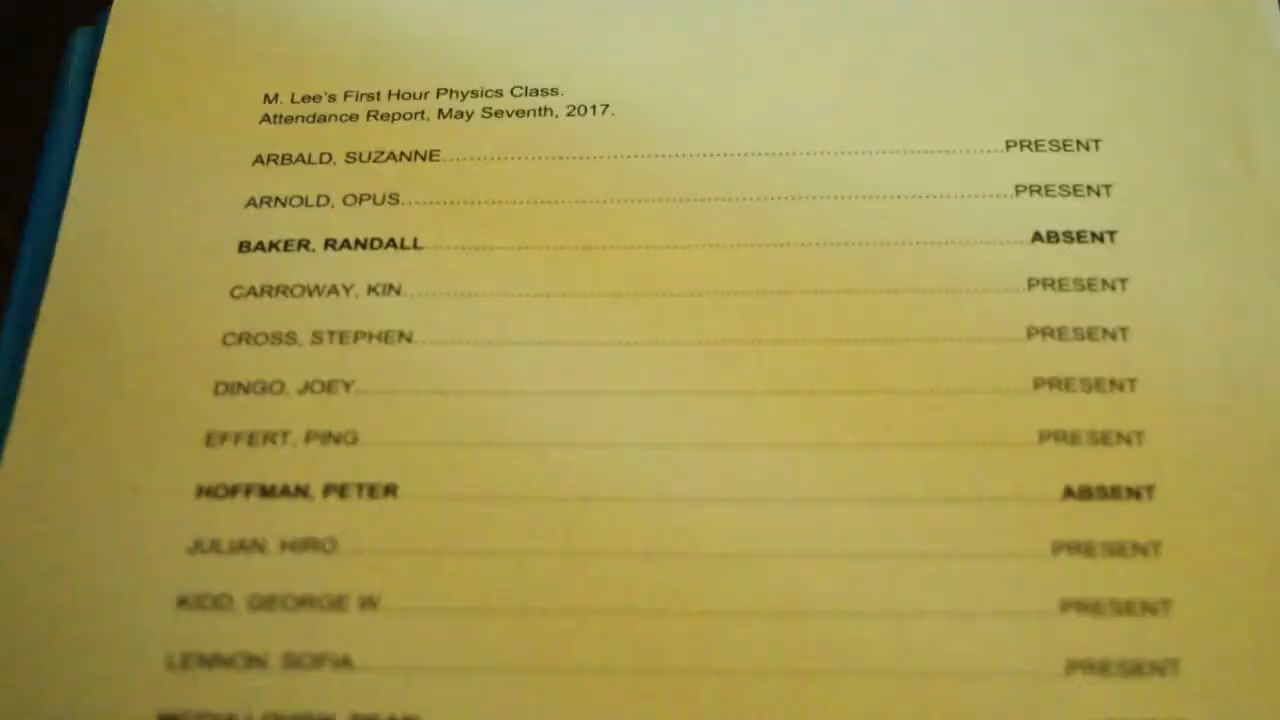 M. Lee's First Hour Physics Class.
Attendance Report, May Seventh, 2017.
ARBALD, SUZANNE....................PRESENT
ARNOLD, OPUS....................PRESENT
BAKER, RANDALL....................ABSENT
CARROWAY, KIN....................PRESENT
CROSS, STEPHEN....................PRESENT
DINGO, JOEY....................PRESENT
EFFERT, PING....................PRESENT
HOFFMAN, PETER....................ABSENT
JULIAN, HIRO....................PRESENT
KIDD, GEORGE W....................PRESENT
LENNON, SOFIA....................PRESENT